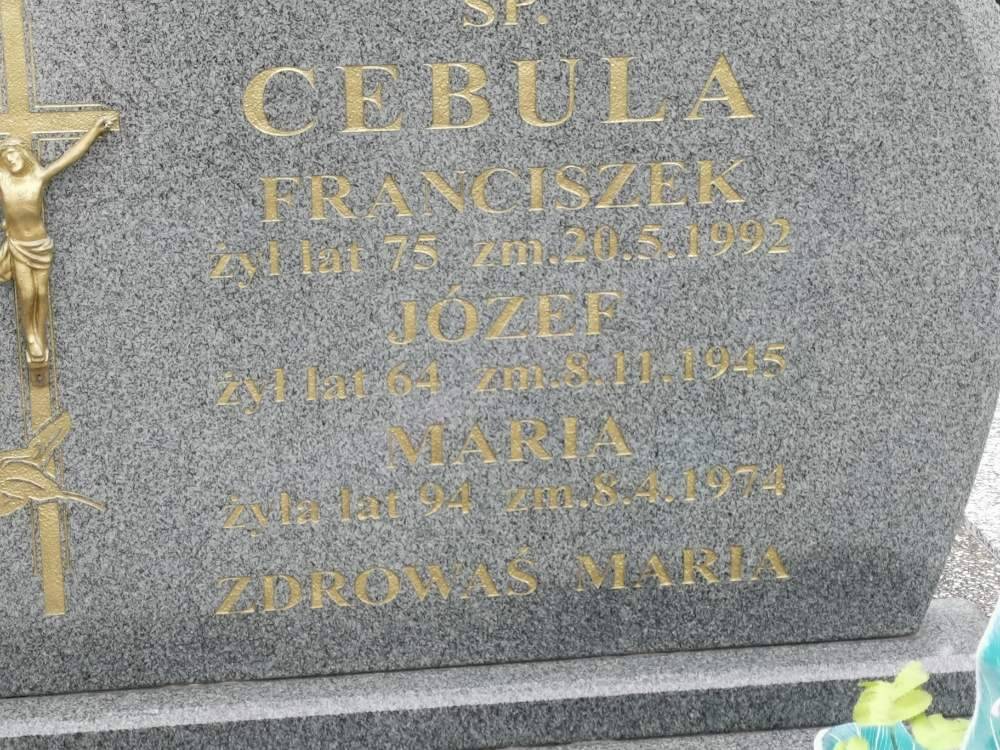 ŚP.
CEBULA
FRANCISZEK
żył lat 75 zm.20.5.1992
JÓZEF
żył lat 64 zm.8.11.1945
MARIA
żyła lat 94 zm.8.4.1974
ZDROWAŚ MARIA